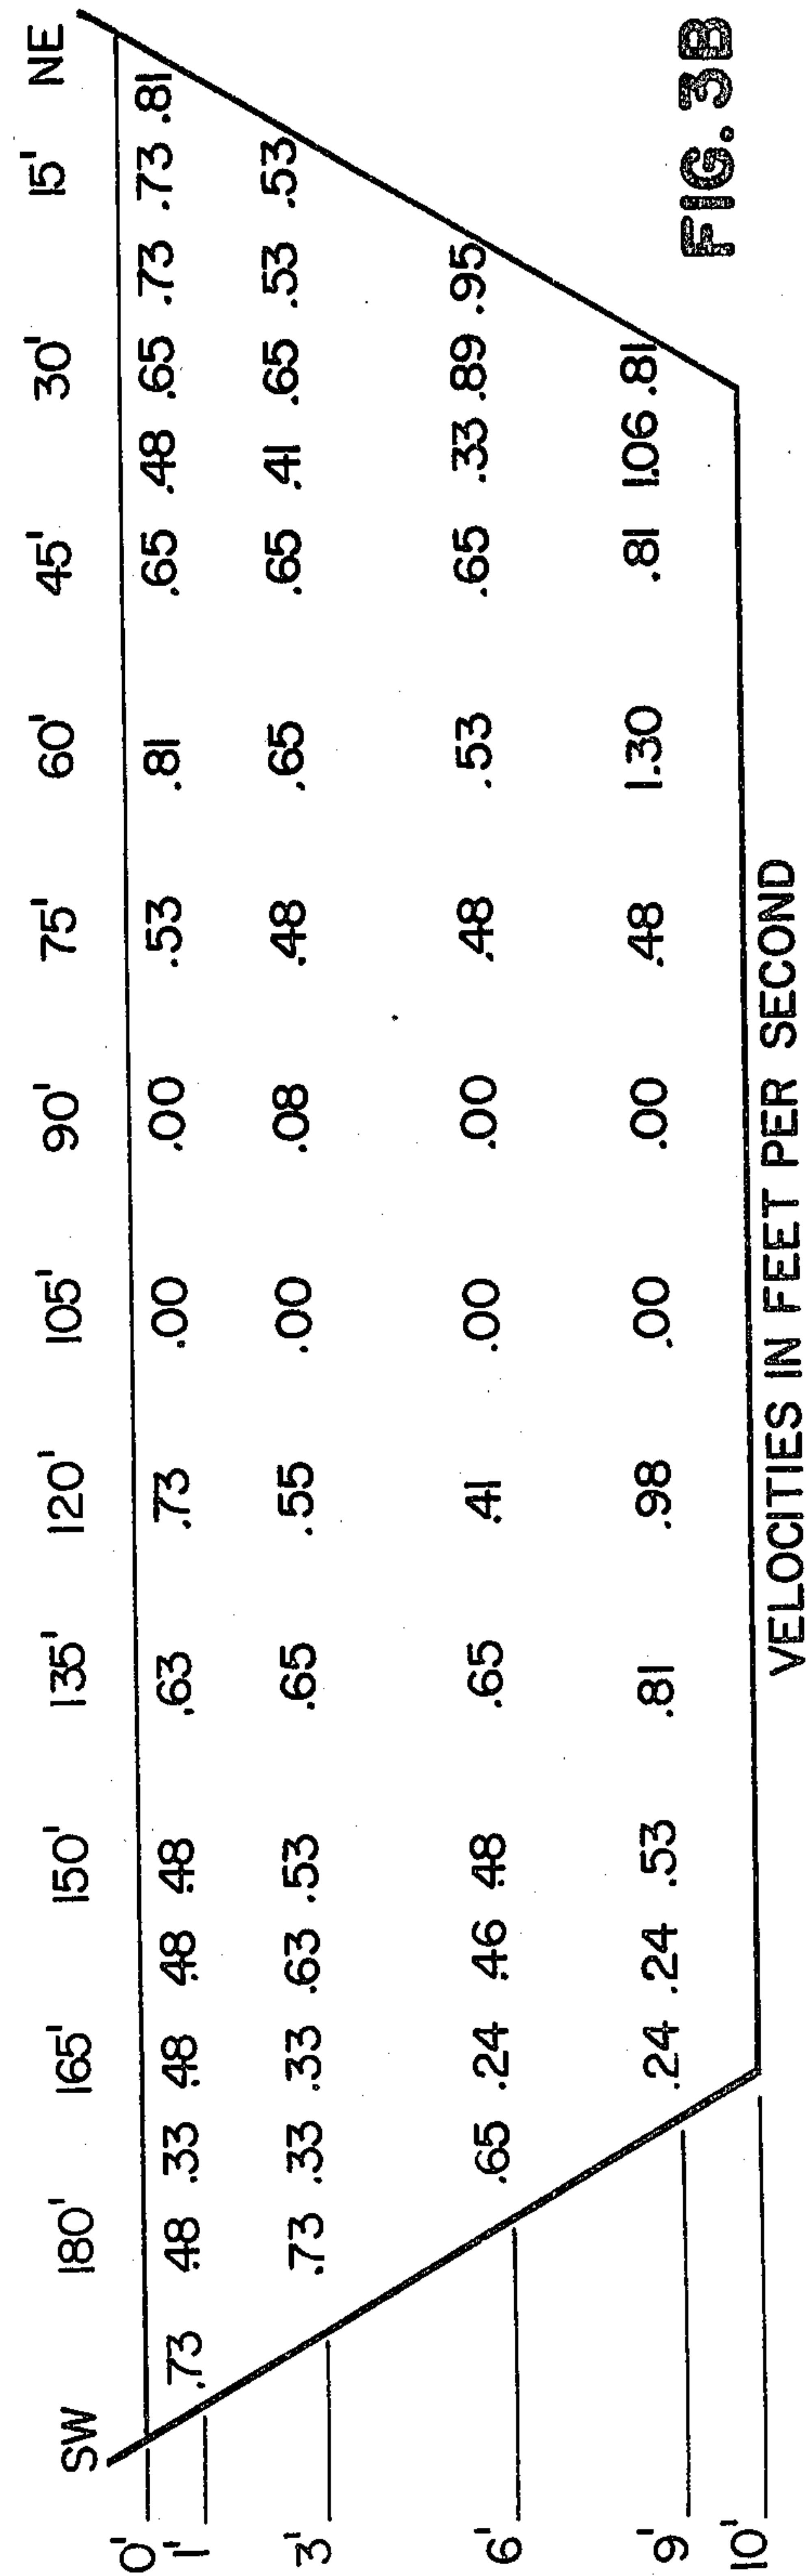 SW 180' 165' 150' 135' 120' 105' 90' 75' 60' 45' 30' 15' NE
0'
1' .73 .48 .33 .48 .48 .48 .63 .73 .00 .00 .53 .81 .65 .48 .65 .73 .73 .81
3' .73 .33 .33 .63 .53 .65 .55 .00 .08 .48 .65 .65 .41 .65 .53 .53
6' .65 .24 .46 .48 .65 .41 .00 .00 .48 .53 .65 .33 .89 .95
9' .24 .24 .53 .81 .98 .00 .00 .48 1.30 .81 1.06 .81
10'
VELOCITIES IN FEET PER SECOND
FIG. 3B